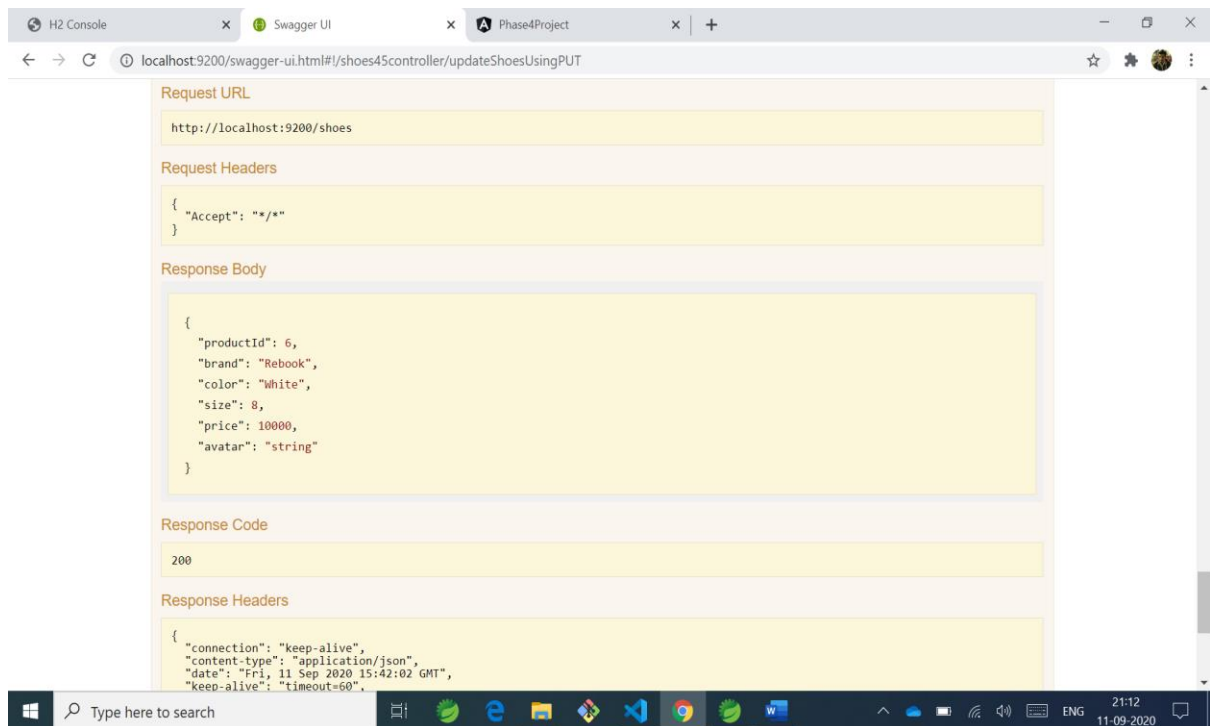 H2 Console
Swagger UI
Phase4Project
localhost:9200/swagger-ui.html#!/shoes45controller/updateShoesUsingPUT
Request URL
http://localhost:9200/shoes
Request Headers
{
"Accept": "*/*"
}
Response Body
{
"productId": 6,
"brand": "Rebook",
"color": "White",
"size": 8,
"price": 10000,
"avatar": "string"
}
Response Code
200
Response Headers
{
"connection": "keep-alive",
"content-type": "application/json",
"date": "Fri, 11 Sep 2020 15:42:02 GMT",
"keep-alive": "timeout=60",
Type here to search
ENG
21:12
11-09-2020